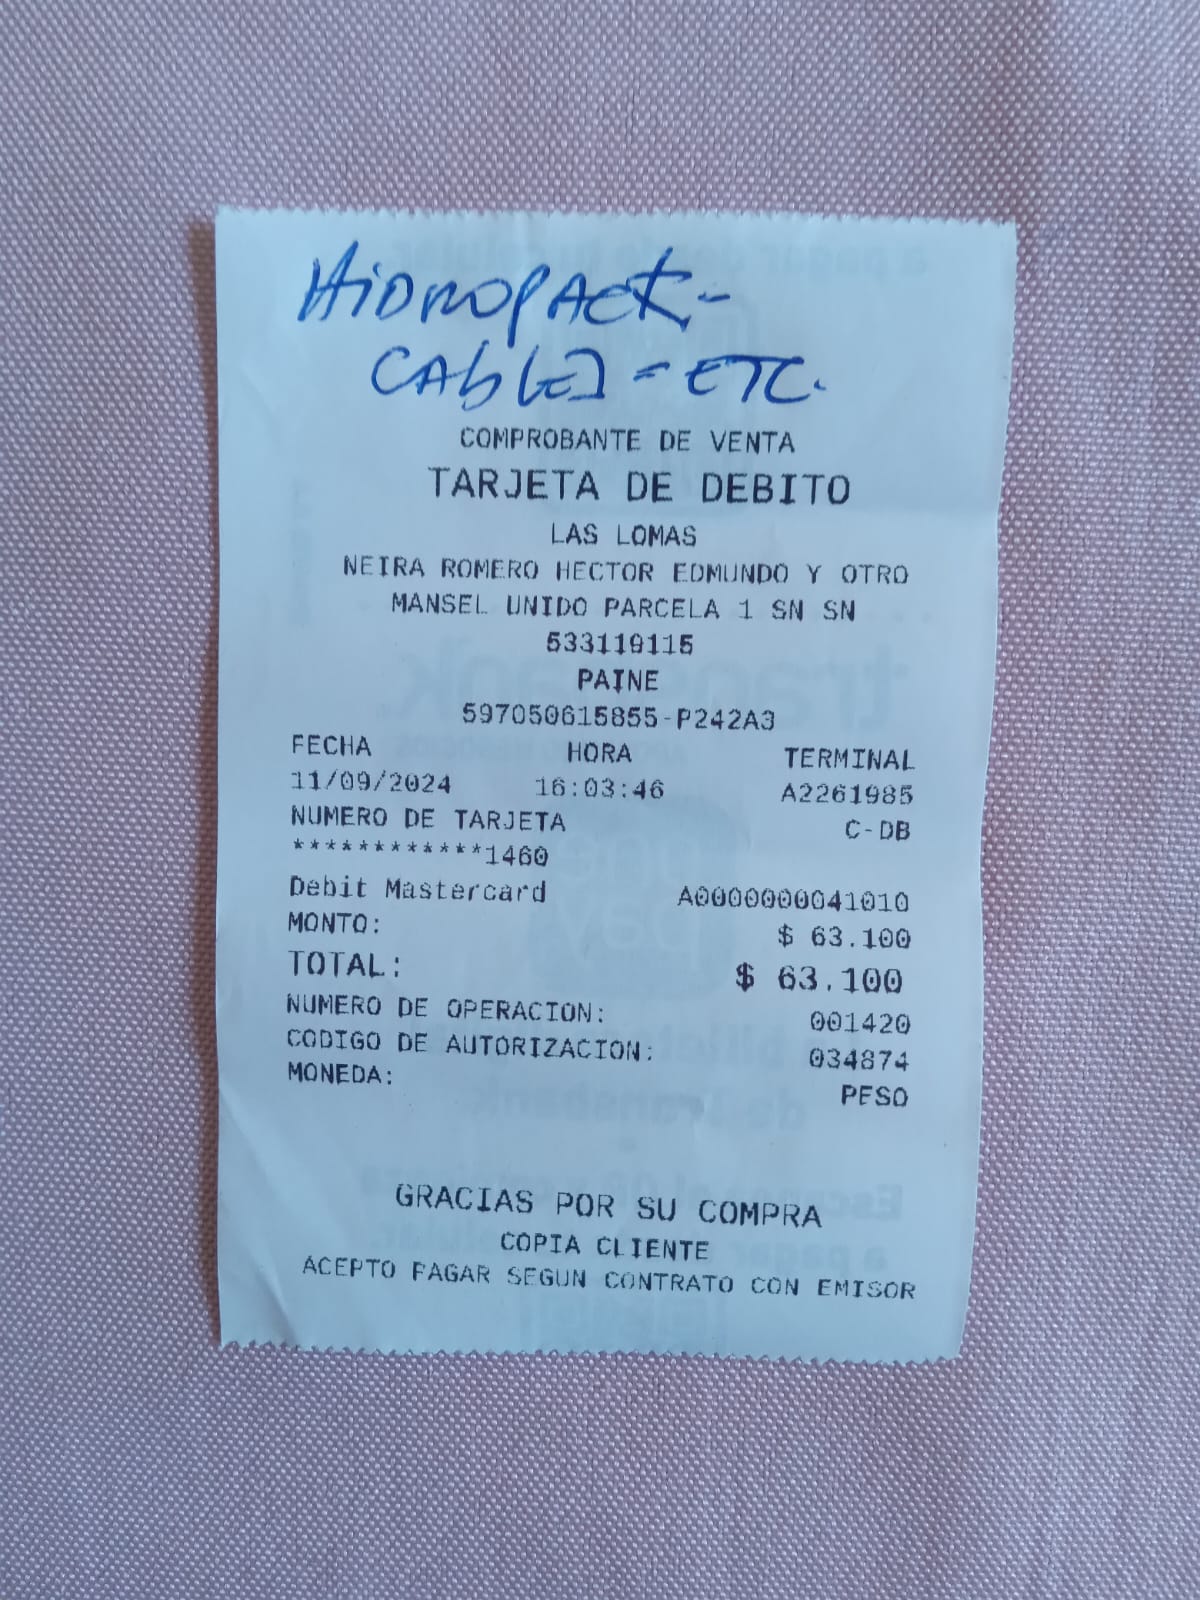 HiDROpACK-
CAbLES - ETC.
COMPROBANTE DE VENTA
TARJETA DE DEBITO
LAS LOMAS
NEIRA ROMERO HECTOR EDMUNDO Y OTRO
MANSEL UNIDO PARCELA 1 SN SN
533119115
PAINE
597050615855-P242A3
FECHA HORA TERMINAL
11/09/2024 16:03:46 A2261985
NUMERO DE TARJETA C-DB
************1460
Debit Mastercard A0000000041010
MONTO: $ 63.100
TOTAL: $ 63.100
NUMERO DE OPERACION: 001420
CODIGO DE AUTORIZACION: 034874
MONEDA: PESO
GRACIAS POR SU COMPRA
COPIA CLIENTE
ACEPTO PAGAR SEGUN CONTRATO CON EMISOR